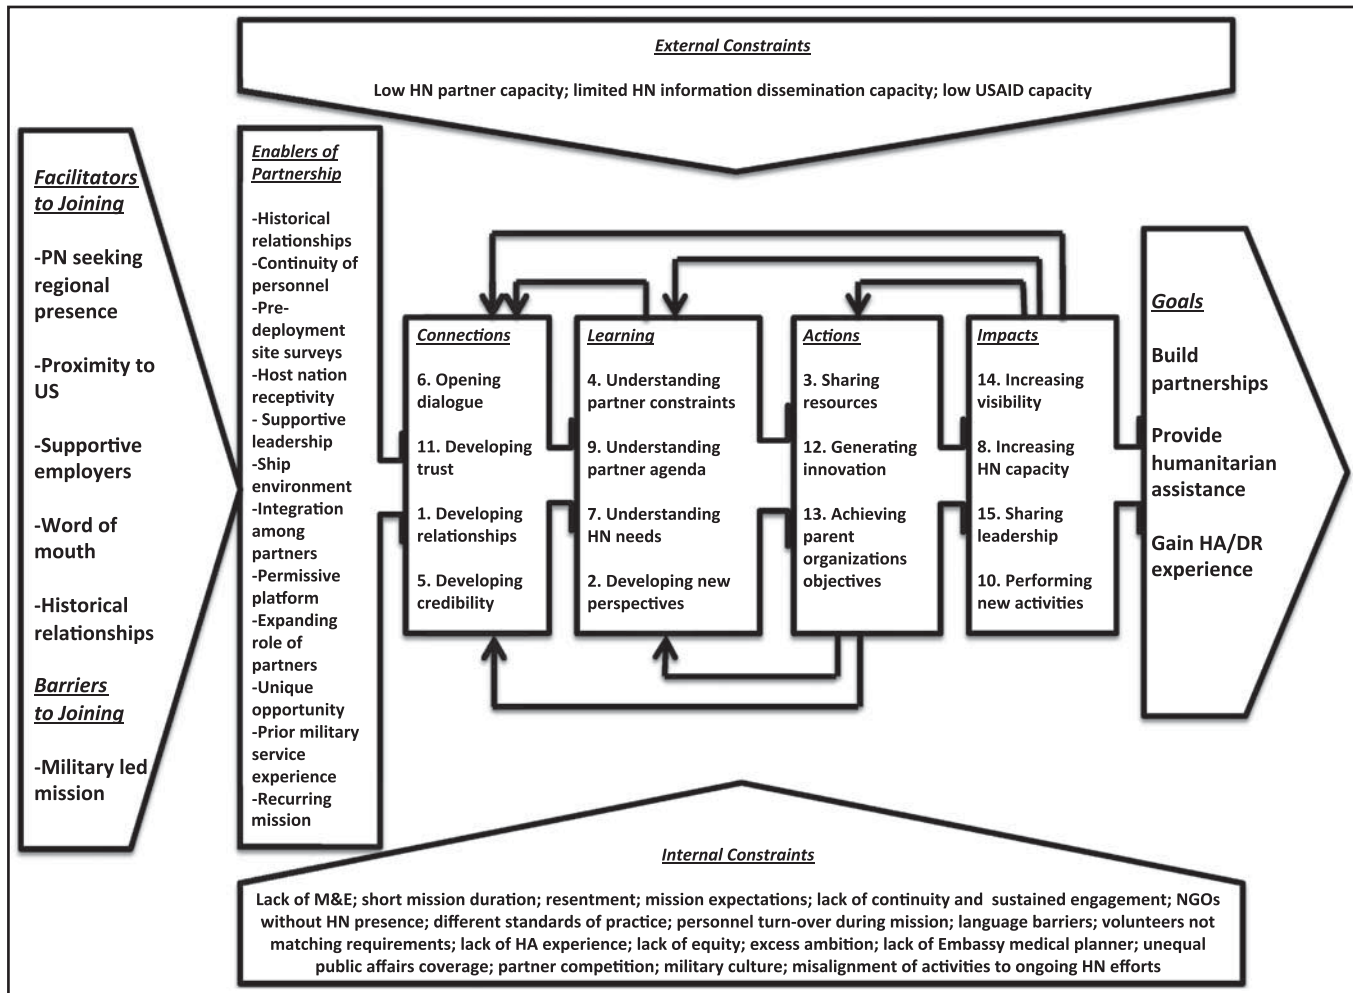 External Constraints
Low HN partner capacity; limited HN information dissemination capacity; low USAID capacity
Facilitators
to Joining
-PN seeking
regional
presence
-Proximity to
US
-Supportive
employers
-Word of
mouth
-Historical
relationships
Barriers
to Joining
-Military led
mission
Enablers of
Partnership
-Historical
relationships
-Continuity of
personnel
-Pre-
deployment
site surveys
-Host nation
receptivity
- Supportive
leadership
-Ship
environment
-Integration
among
partners
-Permissive
platform
-Expanding
role of
partners
-Unique
opportunity
-Prior military
service
experience
-Recurring
mission
Connections
6. Opening
dialogue
11. Developing
trust
1. Developing
relationships
5. Developing
credibility
Learning
4. Understanding
partner constraints
9. Understanding
partner agenda
7. Understanding
HN needs
2. Developing new
perspectives
Actions
3. Sharing
resources
12. Generating
innovation
13. Achieving
parent
organizations
objectives
Impacts
14. Increasing
visibility
8. Increasing
HN capacity
15. Sharing
leadership
10. Performing
new activities
Goals
Build
partnerships
Provide
humanitarian
assistance
Gain HA/DR
experience
Internal Constraints
Lack of M&E; short mission duration; resentment; mission expectations; lack of continuity and sustained engagement; NGOs
without HN presence; different standards of practice; personnel turn-over during mission; language barriers; volunteers not
matching requirements; lack of HA experience; lack of equity; excess ambition; lack of Embassy medical planner; unequal
public affairs coverage; partner competition; military culture; misalignment of activities to ongoing HN efforts